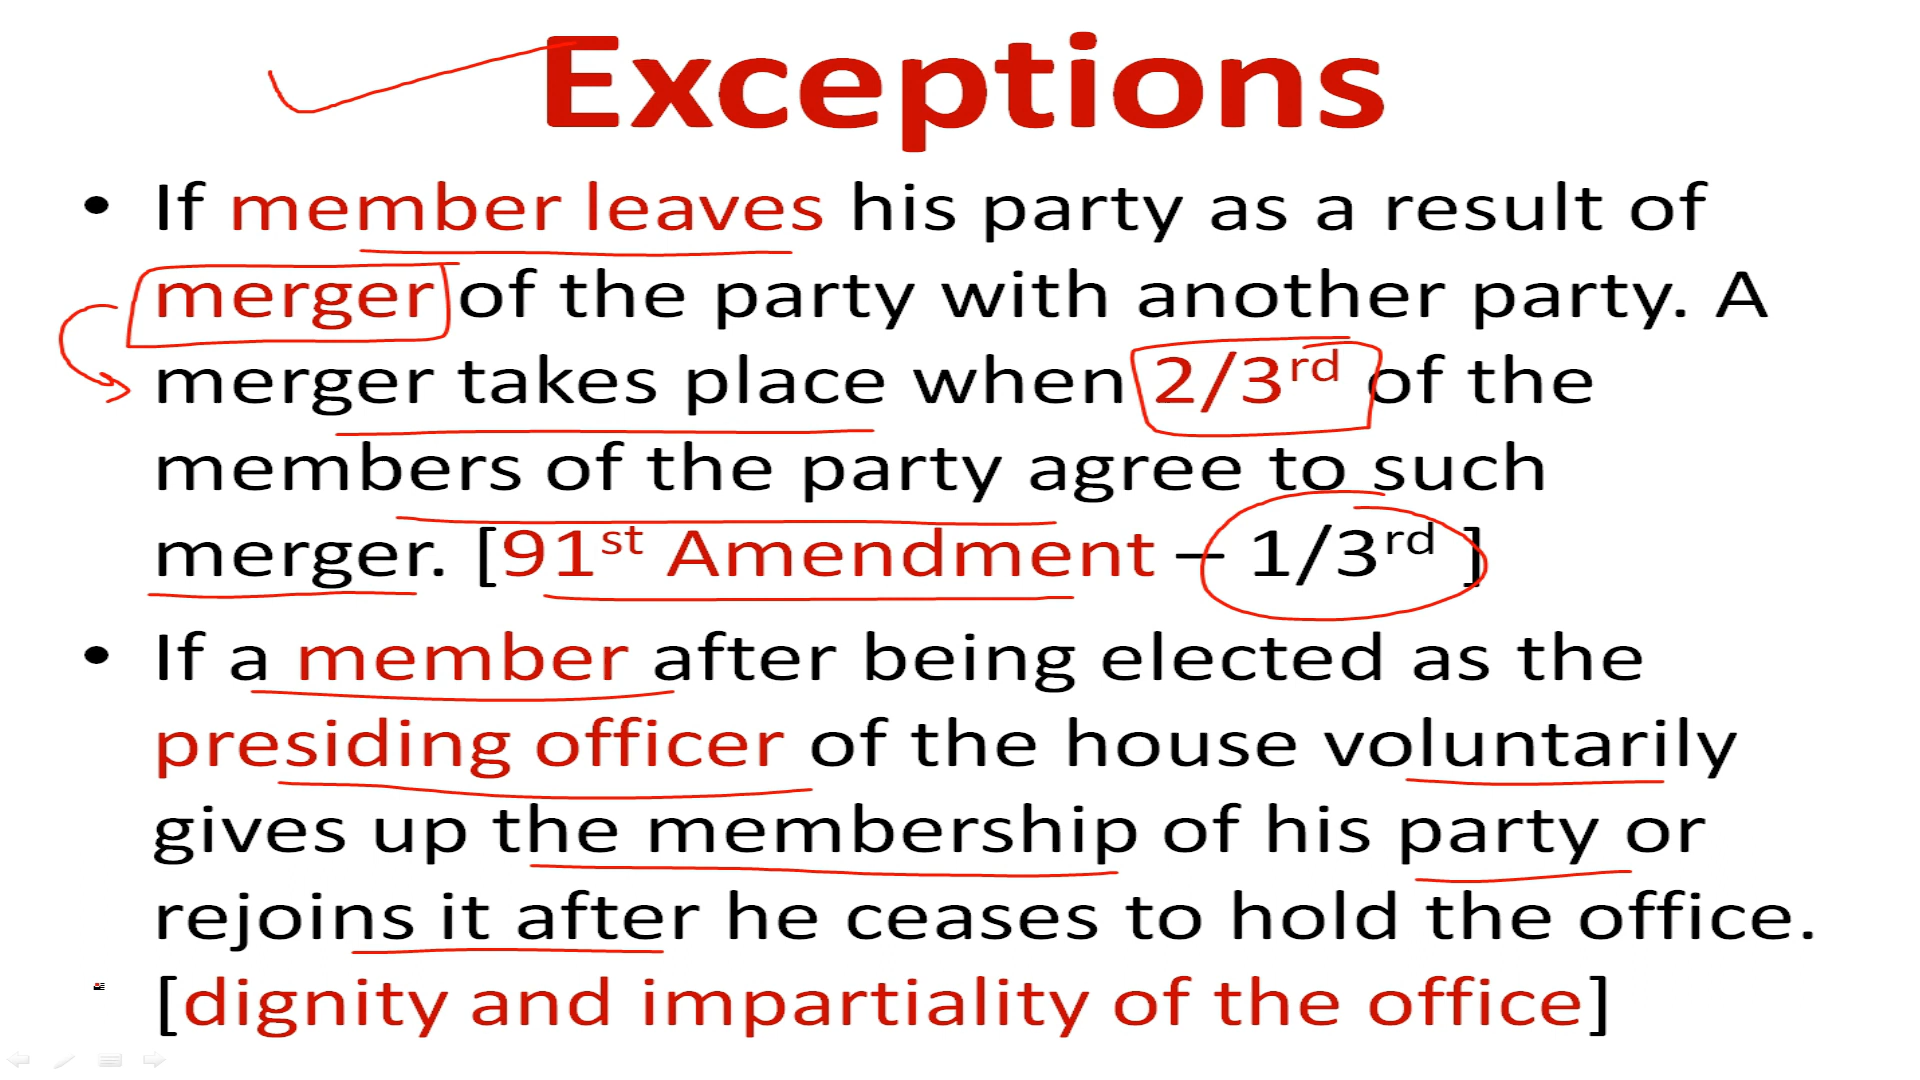 Exceptions
• If member leaves his party as a result of
merger of the party with another party. A
merger takes place when 2/3rd of the
members of the party agree to such
merger. [91st Amendment – 1/3rd ]
• If a member after being elected as the
presiding officer of the house voluntarily
gives up the membership of his party or
rejoins it after he ceases to hold the office.
[dignity and impartiality of the office]